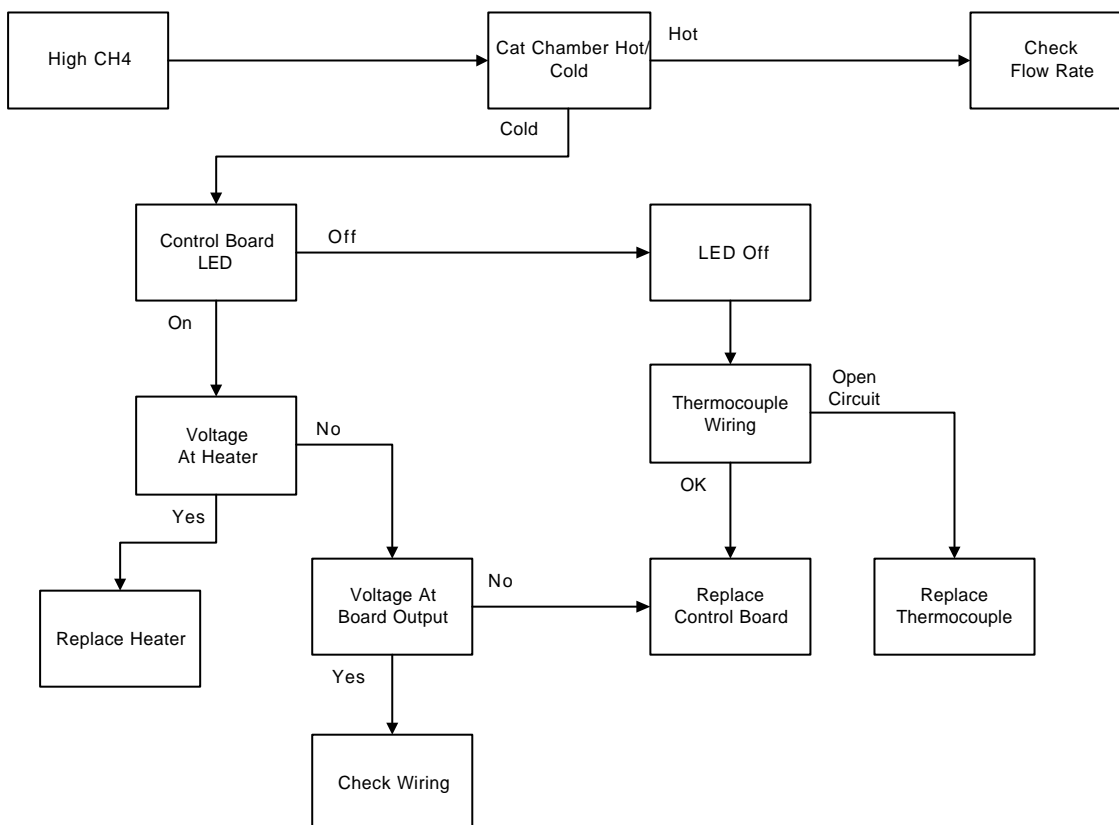 High CH4
Cat Chamber Hot/
Cold
Hot
Check
Flow Rate
Cold
Control Board
LED
Off
LED Off
On
Thermocouple
Wiring
Open
Circuit
Voltage
At Heater
No
OK
Yes
Replace Heater
Voltage At
Board Output
No
Replace
Control Board
Replace
Thermocouple
Yes
Check Wiring